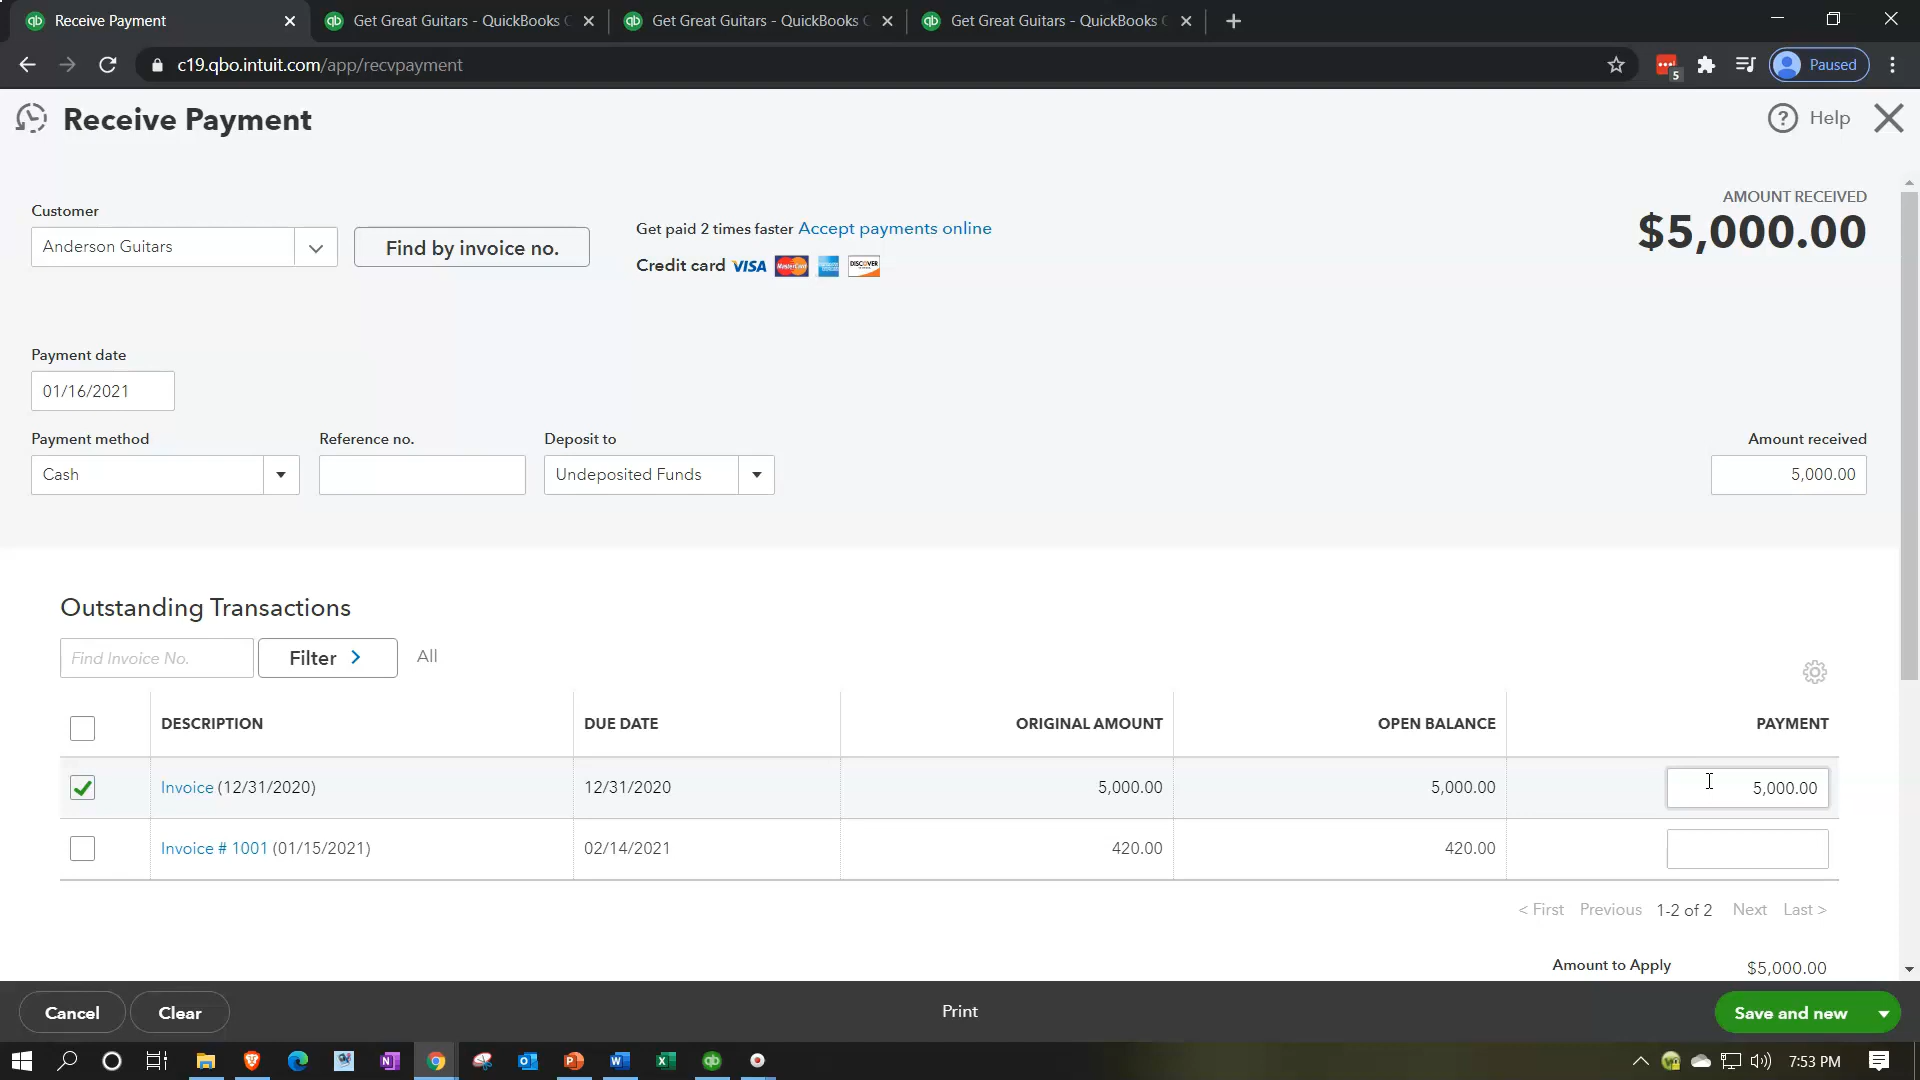 Receive Payment
Get Great Guitars - QuickBooks
Get Great Guitars - QuickBooks
Get Great Guitars - QuickBooks
c19.qbo.intuit.com/app/recvpayment
5
Paused
Receive Payment
? Help
AMOUNT RECEIVED
$5,000.00
Customer
Anderson Guitars
Find by invoice no.
Get paid 2 times faster Accept payments online
Credit card VISA MasterCard DISCOVER
Payment date
01/16/2021
Payment method
Reference no.
Deposit to
Amount received
Cash
Undeposited Funds
5,000.00
Outstanding Transactions
Find Invoice No.
Filter >
All
DESCRIPTION DUE DATE ORIGINAL AMOUNT OPEN BALANCE PAYMENT
Invoice (12/31/2020) 12/31/2020 5,000.00 5,000.00 5,000.00
Invoice # 1001 (01/15/2021) 02/14/2021 420.00 420.00
< First Previous 1-2 of 2 Next Last >
Amount to Apply $5,000.00
Cancel
Clear
Print
Save and new
7:53 PM